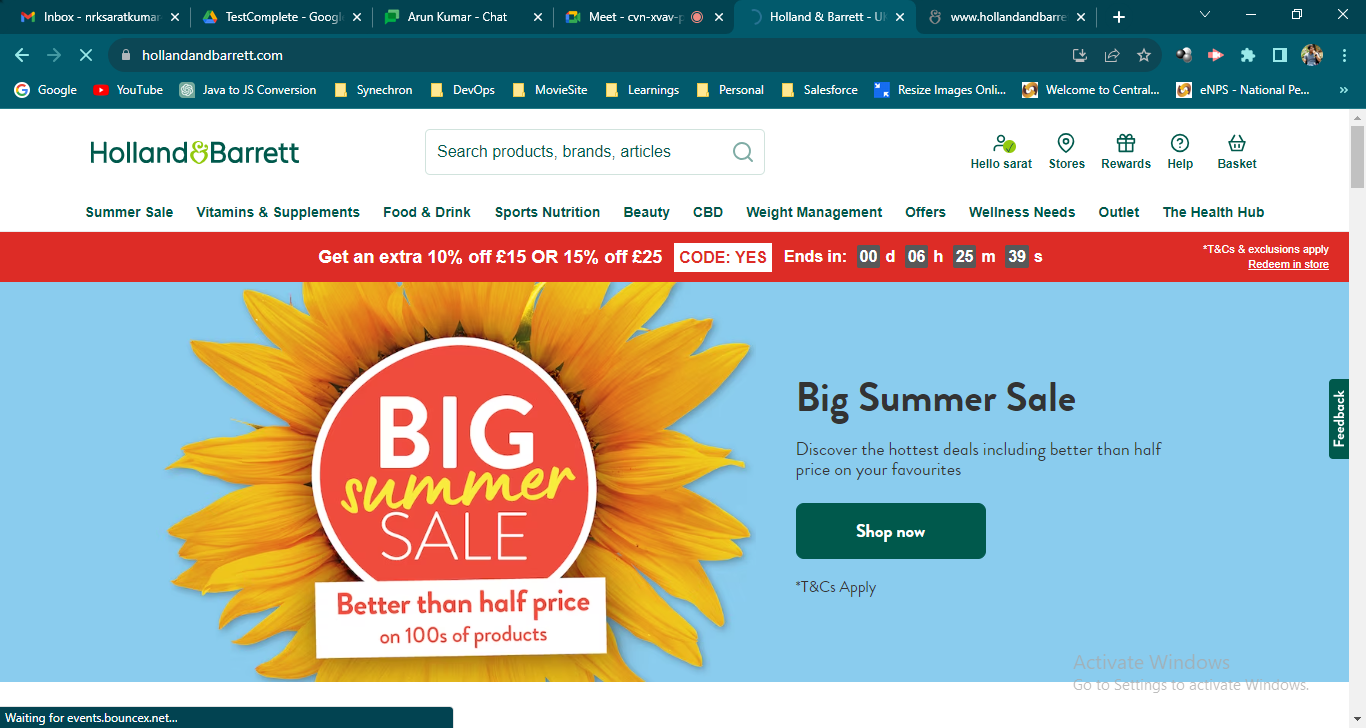 Inbox - nrksaratkumar
TestComplete - Googl
Arun Kumar - Chat
Meet - cvn-xvav-p
Holland & Barrett - U
www.hollandandbarre
hollandandbarrett.com
Google
YouTube
Java to JS Conversion
Synechron
DevOps
MovieSite
Learnings
Personal
Salesforce
Resize Images Onli...
Welcome to Central...
eNPS - National Pe...
Holland&Barrett
Search products, brands, articles
Hello sarat
Stores
Rewards
Help
Basket
Summer Sale
Vitamins & Supplements
Food & Drink
Sports Nutrition
Beauty
CBD
Weight Management
Offers
Wellness Needs
Outlet
The Health Hub
Get an extra 10% off £15 OR 15% off £25 CODE: YES Ends in: 00 d 06 h 25 m 39 s
*T&Cs & exclusions apply
Redeem in store
BIG
summer
SALE
Better than half price
on 100s of products
Big Summer Sale
Discover the hottest deals including better than half
price on your favourites
Shop now
*T&Cs Apply
Feedback
Activate Windows
Go to Settings to activate Windows.
Waiting for events.bouncex.net...